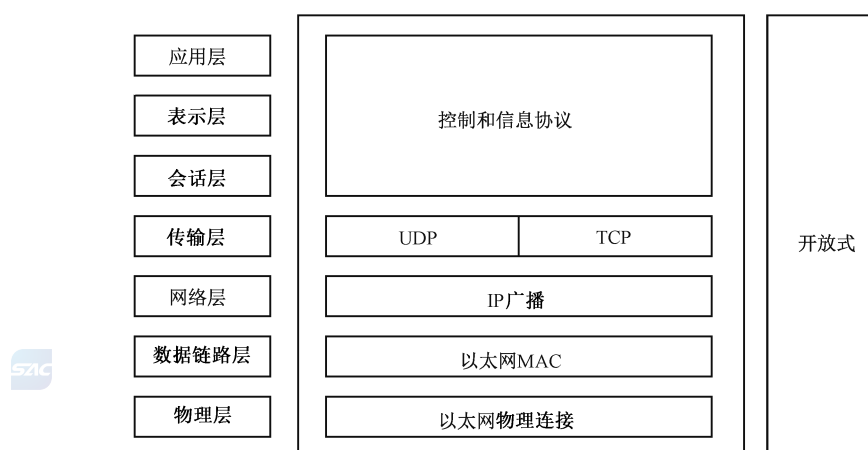 应用层
表示层
会话层
传输层
网络层
数据链路层
物理层
控制和信息协议
UDP
TCP
IP广播
以太网MAC
以太网物理连接
开放式
SAC